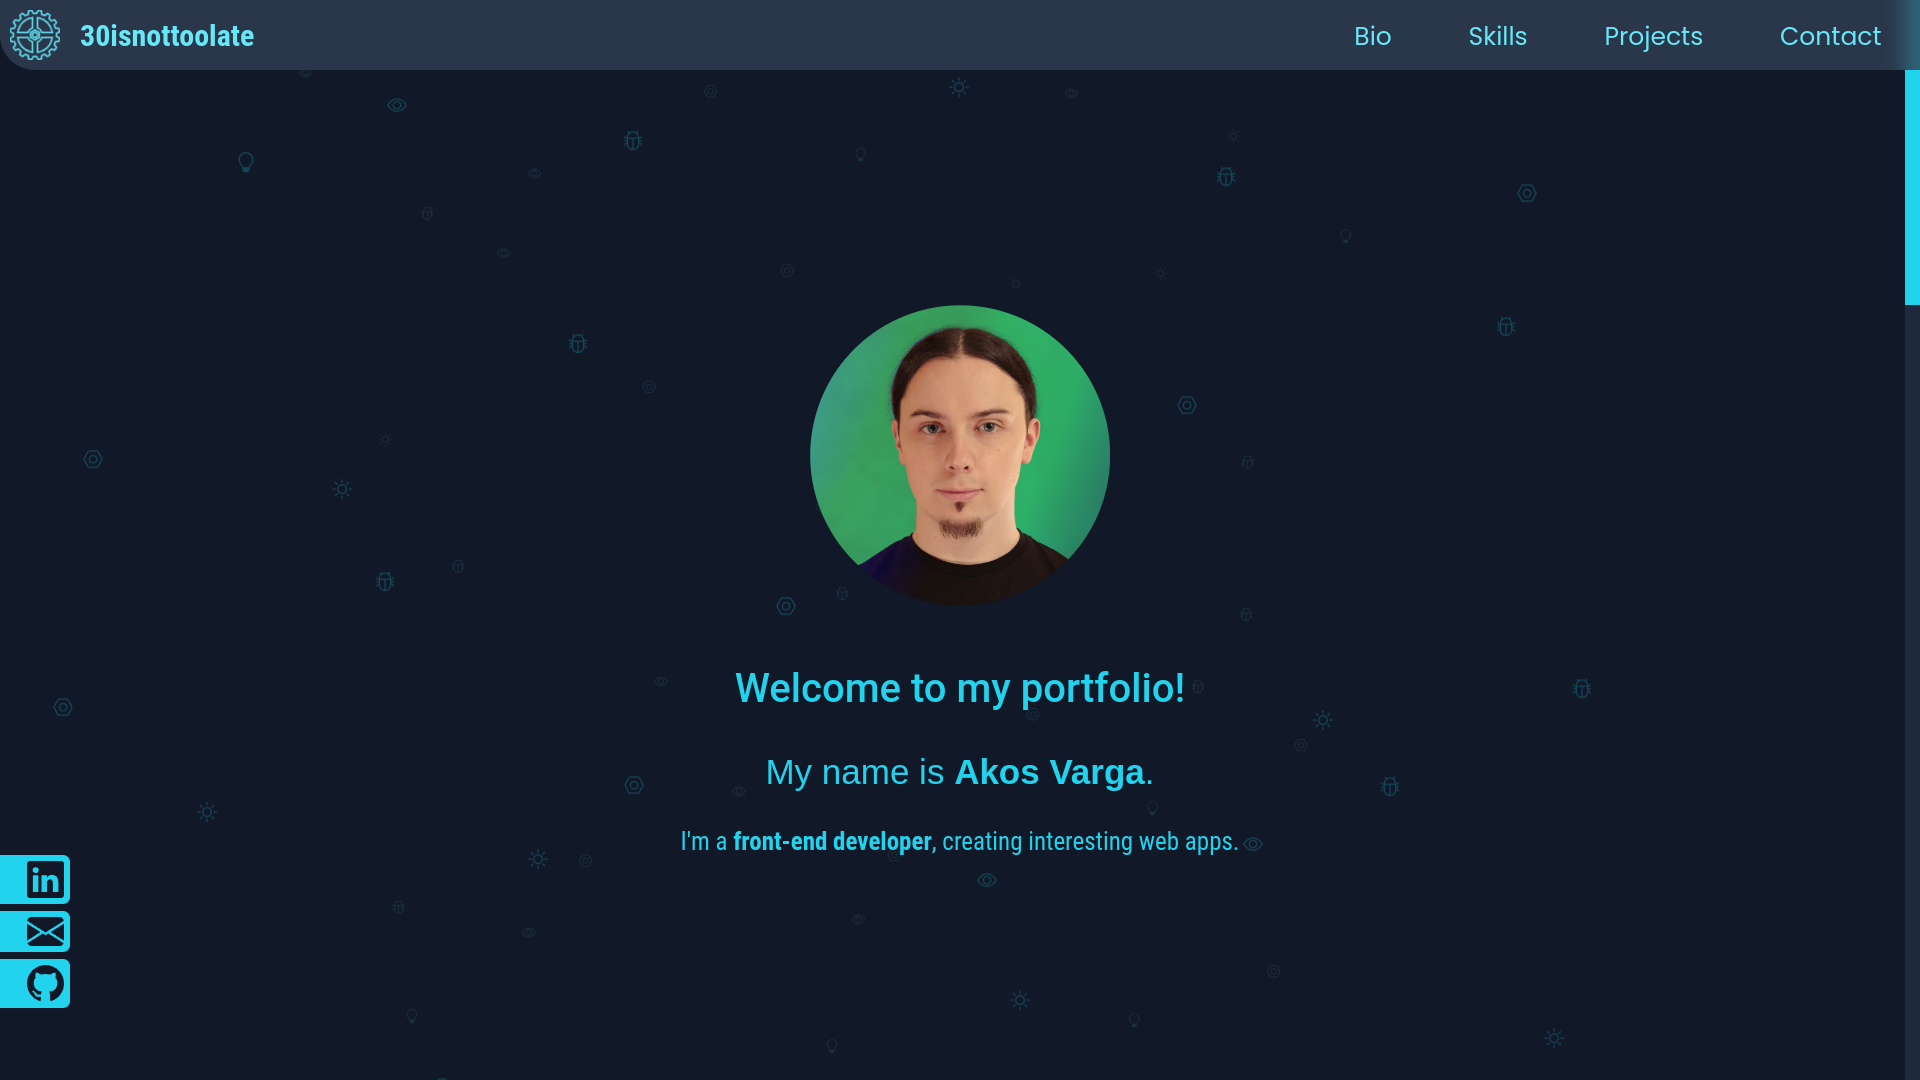 30isnottoolate
Bio
Skills
Projects
Contact
Welcome to my portfolio!
My name is Akos Varga.
I'm a front-end developer, creating interesting web apps.
in